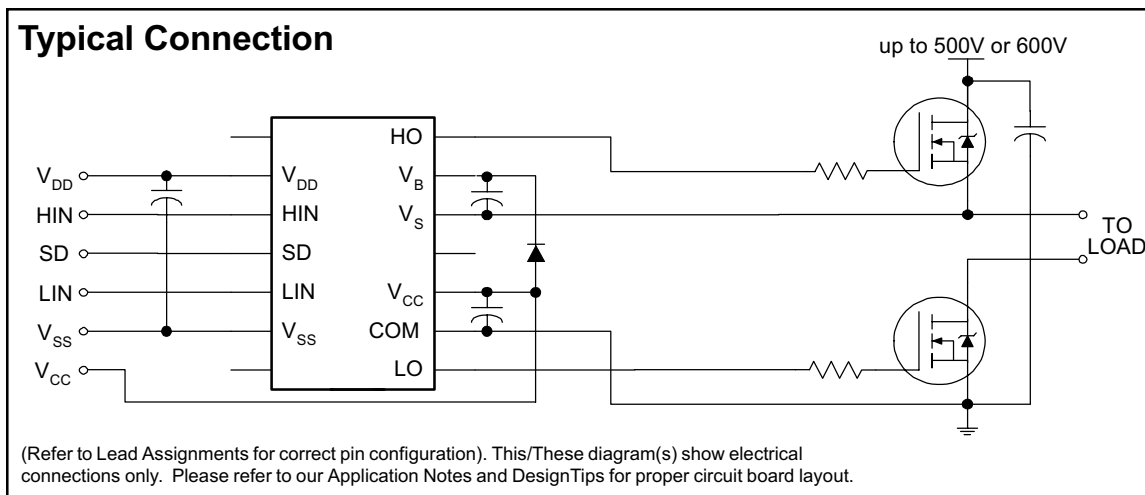 Typical Connection
up to 500V or 600V
HO
VDD
VDD
VB
HIN
HIN
VS
SD
SD
TO
LOAD
LIN
LIN
VCC
VSS
VSS
COM
VCC
LO
(Refer to Lead Assignments for correct pin configuration). This/These diagram(s) show electrical
connections only. Please refer to our Application Notes and DesignTips for proper circuit board layout.